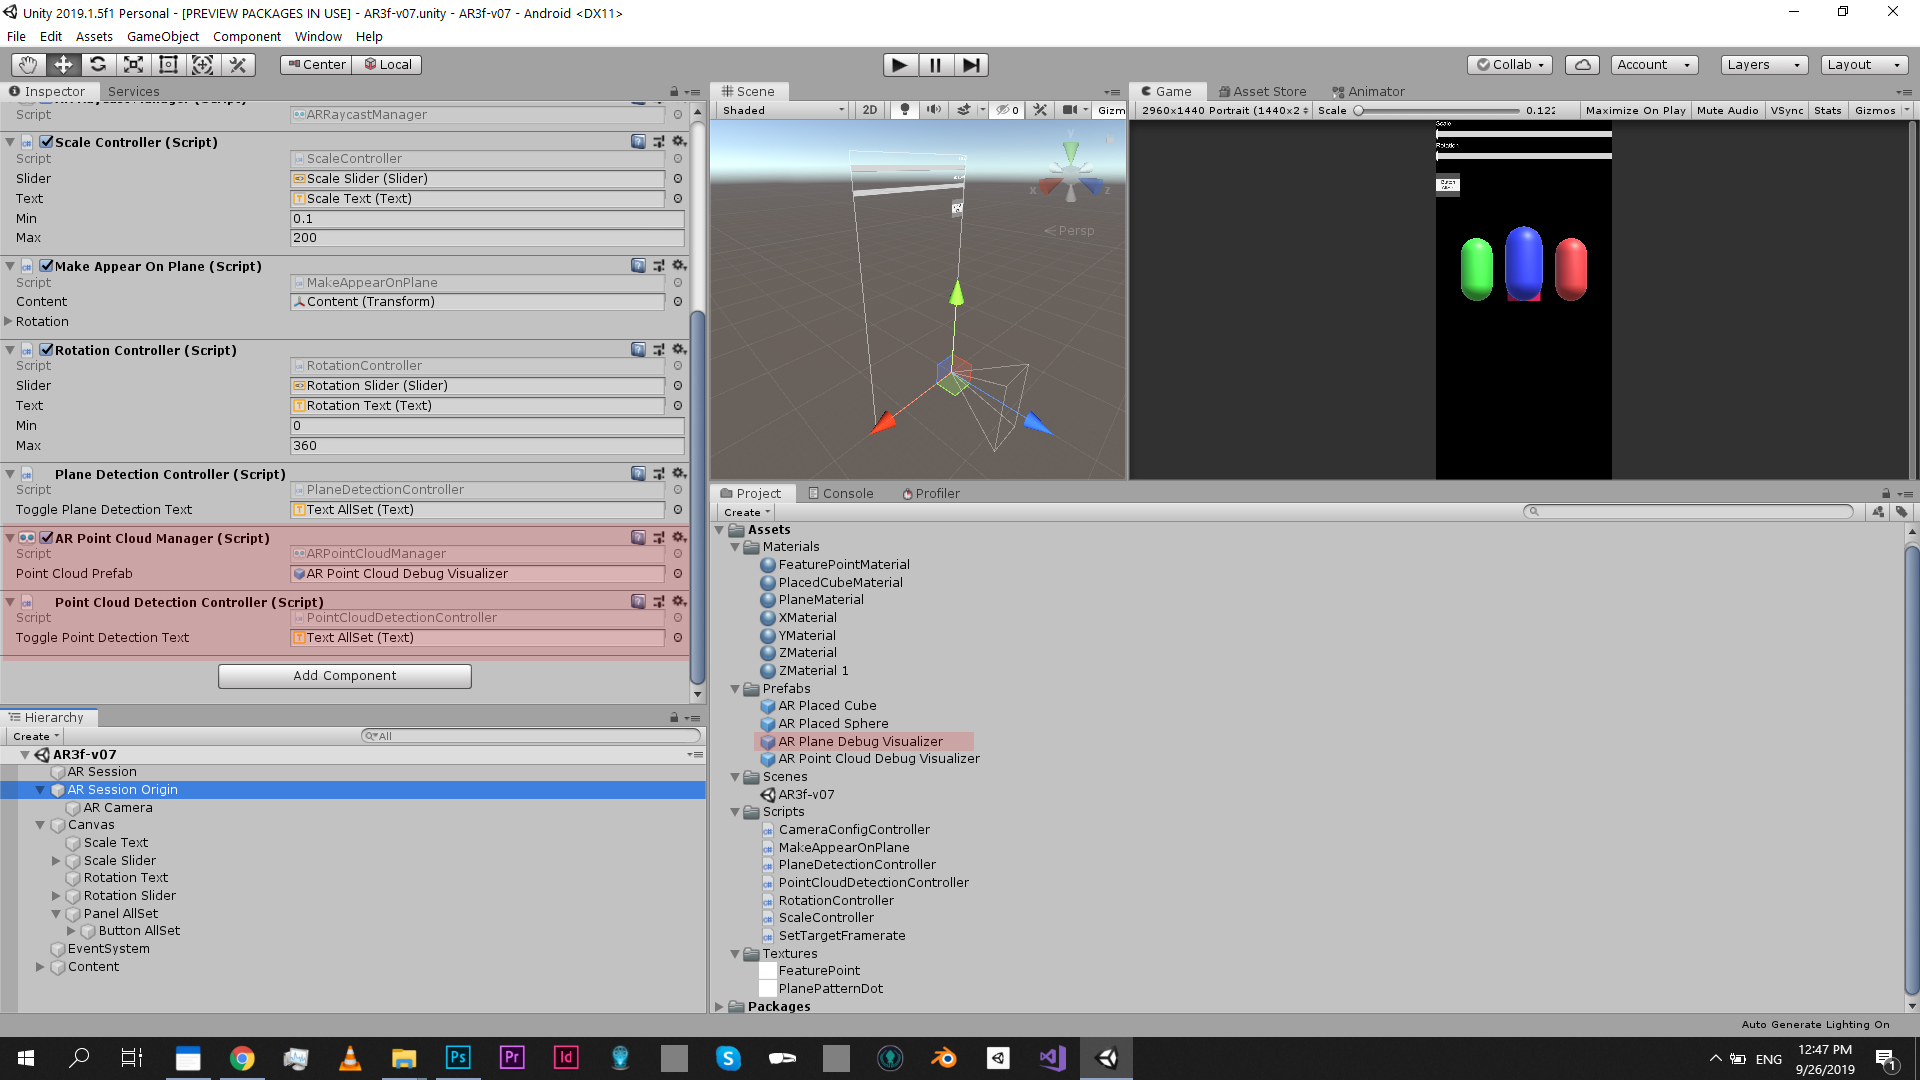 Unity 2019.1.5f1 Personal - [PREVIEW PACKAGES IN USE] - AR3f-v07.unity - AR3f-v07 - Android <DX11>
File Edit Assets GameObject Component Window Help
Center Local
Collab Account Layers Layout
Inspector Services
Script ARRaycastManager
Scale Controller (Script)
Script ScaleController
Slider Scale Slider (Slider)
Text Scale Text (Text)
Min 0.1
Max 200
Make Appear On Plane (Script)
Script MakeAppearOnPlane
Content Content (Transform)
Rotation
Rotation Controller (Script)
Script RotationController
Slider Rotation Slider (Slider)
Text Rotation Text (Text)
Min 0
Max 360
Plane Detection Controller (Script)
Script PlaneDetectionController
Toggle Plane Detection Text Text AllSet (Text)
AR Point Cloud Manager (Script)
Script ARPointCloudManager
Point Cloud Prefab AR Point Cloud Debug Visualizer
Point Cloud Detection Controller (Script)
Script PointCloudDetectionController
Toggle Point Detection Text Text AllSet (Text)
Add Component
Hierarchy
Create All
AR3f-v07
AR Session
AR Session Origin
AR Camera
Canvas
Scale Text
Scale Slider
Rotation Text
Rotation Slider
Panel AllSet
Button AllSet
EventSystem
Content
Scene
Shaded 2D 0 Gizm
y
x z
Persp
Game Asset Store Animator
2960x1440 Portrait (1440x2 Scale 0.122 Maximize On Play Mute Audio VSync Stats Gizmos
Scale
Rotation
Project Console Profiler
Create
Assets
Materials
FeaturePointMaterial
PlacedCubeMaterial
PlaneMaterial
XMaterial
YMaterial
ZMaterial
ZMaterial 1
Prefabs
AR Placed Cube
AR Placed Sphere
AR Plane Debug Visualizer
AR Point Cloud Debug Visualizer
Scenes
AR3f-v07
Scripts
CameraConfigController
MakeAppearOnPlane
PlaneDetectionController
PointCloudDetectionController
RotationController
ScaleController
SetTargetFramerate
Textures
FeaturePoint
PlanePatternDot
Packages
Auto Generate Lighting On
Ps Pr Id
ENG
12:47 PM
9/26/2019
1